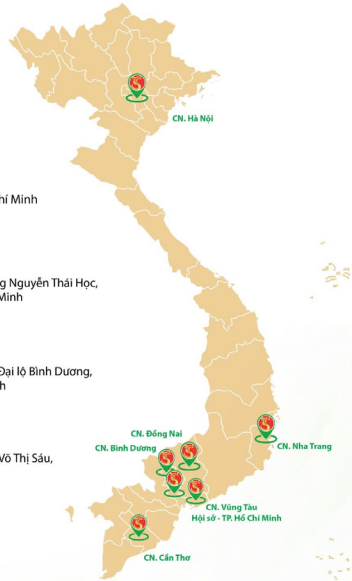 CN. Hà Nội
hí Minh
g Nguyễn Thái Học,
Minh
Đại lộ Bình Dương,
h
CN. Đồng Nai
CN. Bình Dương
CN. Nha Trang
Võ Thị Sáu,
CN. Vũng Tàu
Hội sở - TP. Hồ Chí Minh
CN. Cần Thơ